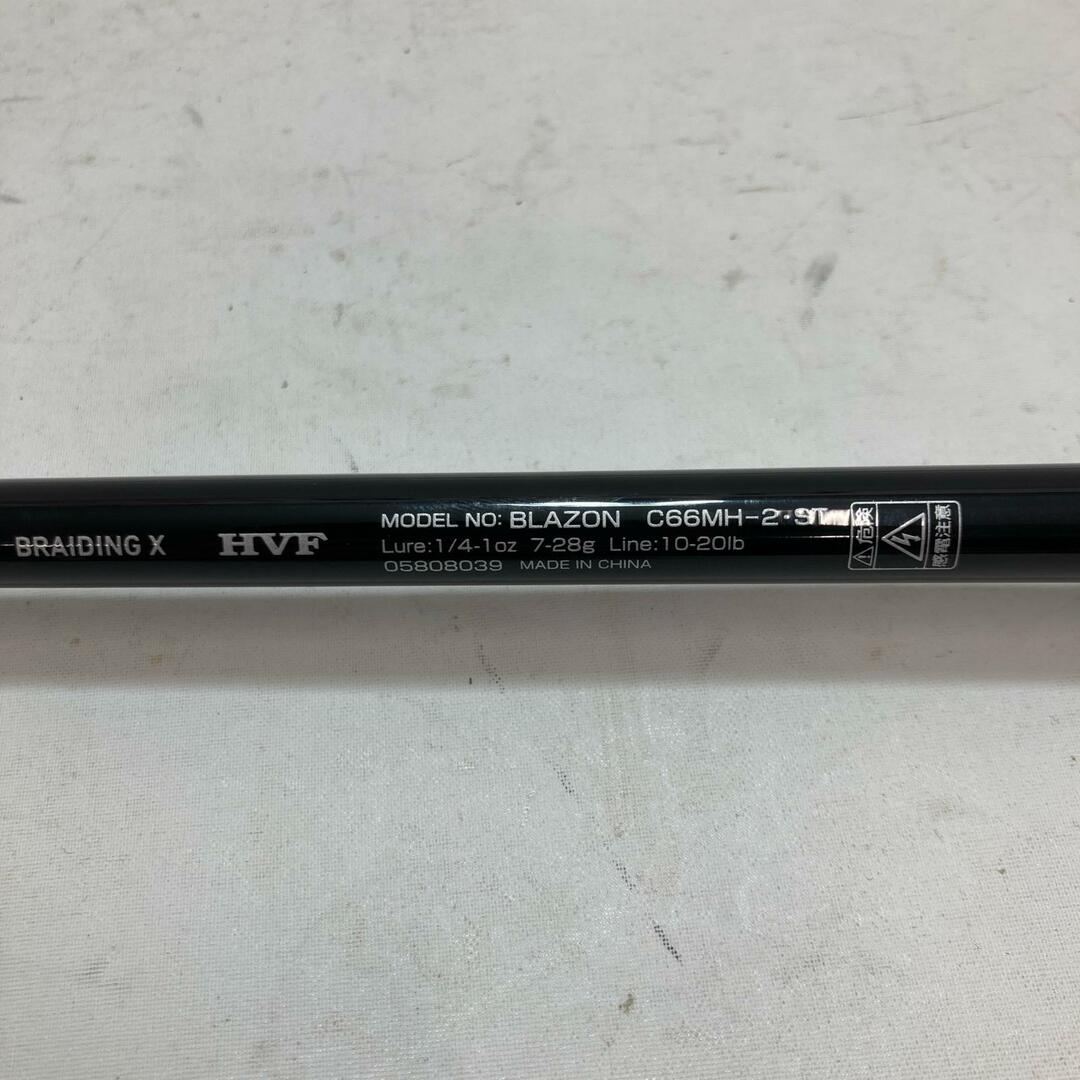 BRAIDING X HVF
MODEL NO: BLAZON C66MH-2・ST
Lure:1/4-1oz 7-28g Line:10-20lb
05808039 MADE IN CHINA
危険
感電注意